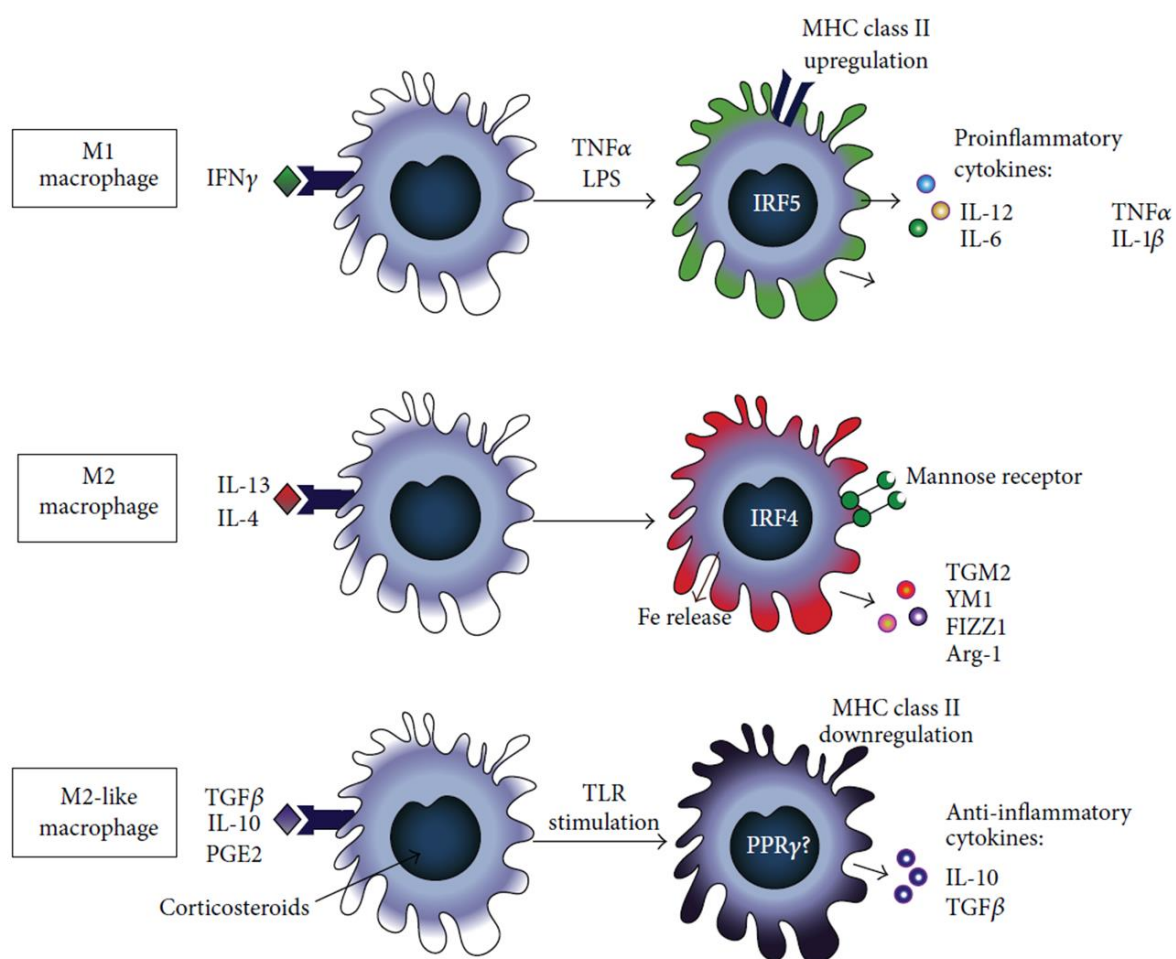 MHC class II
upregulation
M1
macrophage
IFNγ
TNFα
LPS
IRF5
Proinflammatory
cytokines:
IL-12 TNFα
IL-6 IL-1β
M2
macrophage
IL-13
IL-4
IRF4
Mannose receptor
Fe release
TGM2
YM1
FIZZ1
Arg-1
MHC class II
downregulation
M2-like
macrophage
TGFβ
IL-10
PGE2
Corticosteroids
TLR
stimulation
PPRγ?
Anti-inflammatory
cytokines:
IL-10
TGFβ